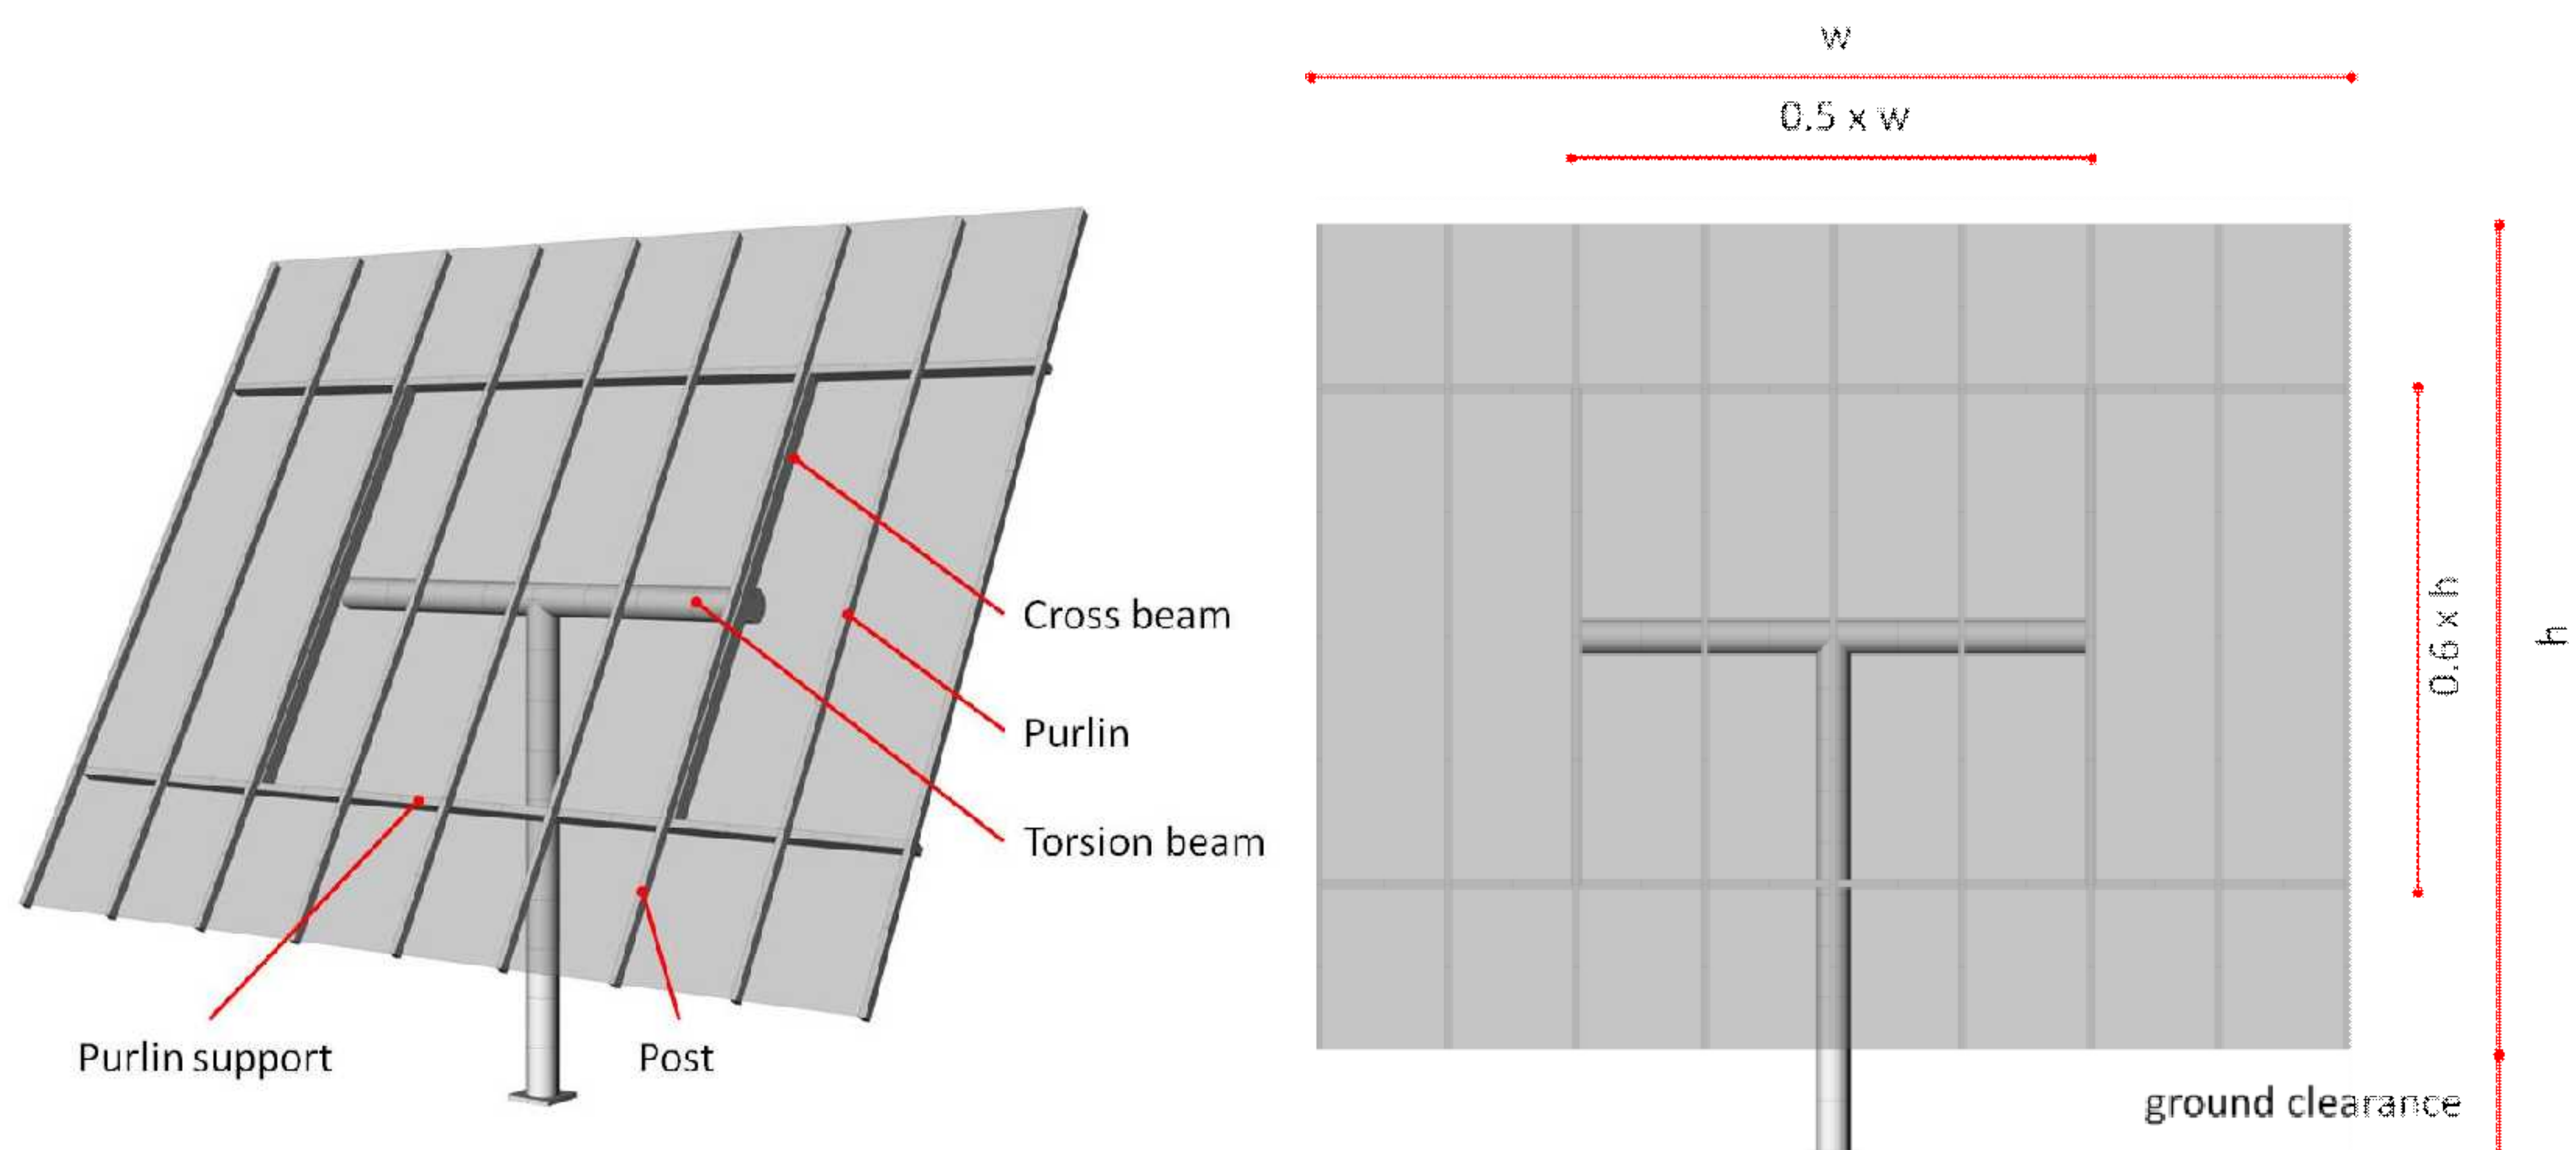 w
0.5 x w
Cross beam
Purlin
Torsion beam
Purlin support
Post
0.6 x h
h
ground clearance